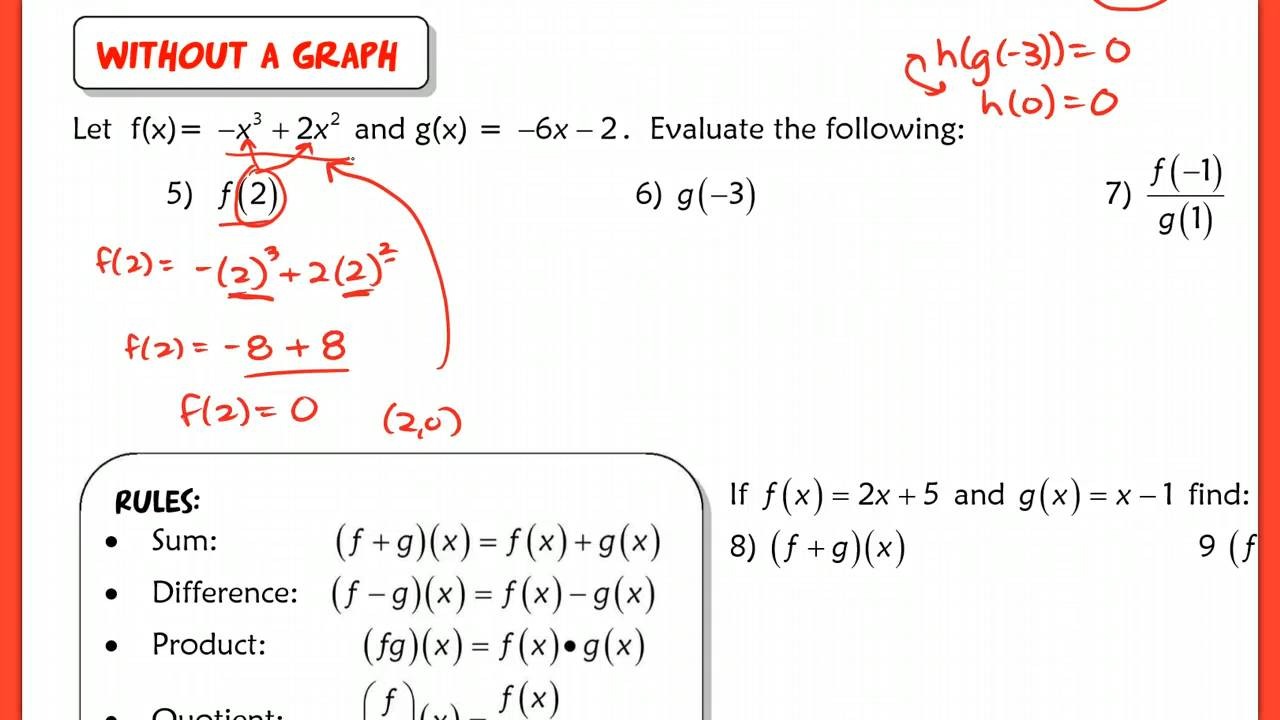 WITHOUT A GRAPH
h(g(-3)) = 0
h(0) = 0
Let f(x) = −x³ + 2x² and g(x) = −6x − 2. Evaluate the following:
5) f(2)
6) g(−3)
7) f(−1)
g(1)
f(2) = -(2)³ + 2(2)²
f(2) = -8 + 8
f(2) = 0 (2,0)
RULES:
• Sum: (f + g)(x) = f(x) + g(x)
• Difference: (f − g)(x) = f(x) − g(x)
• Product: (fg)(x) = f(x) • g(x)
• Quotient: (f)(x) = f(x)
If f(x) = 2x + 5 and g(x) = x − 1 find:
8) (f + g)(x)
9 (f